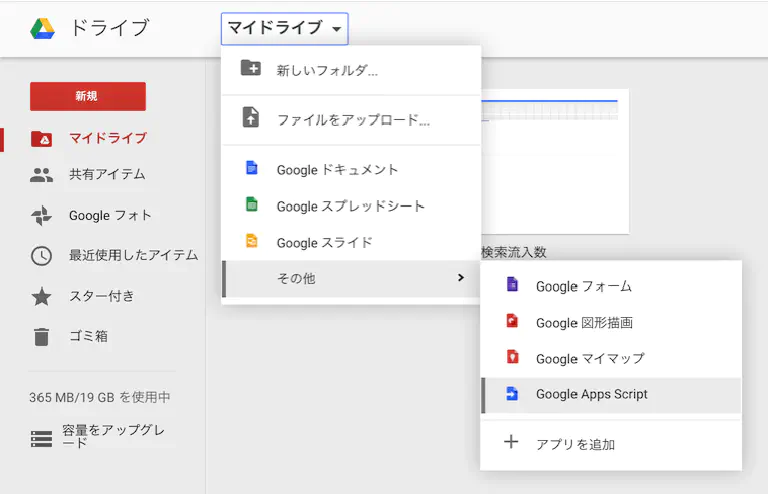 ドライブ
マイドライブ
新規
マイドライブ
共有アイテム
Google フォト
最近使用したアイテム
スター付き
ゴミ箱
365 MB/19 GB を使用中
容量をアップグレ
ード
新しいフォルダ...
ファイルをアップロード...
Google ドキュメント
Google スプレッドシート
Google スライド
その他
検索流入数
Google フォーム
Google 図形描画
Google マイマップ
Google Apps Script
アプリを追加